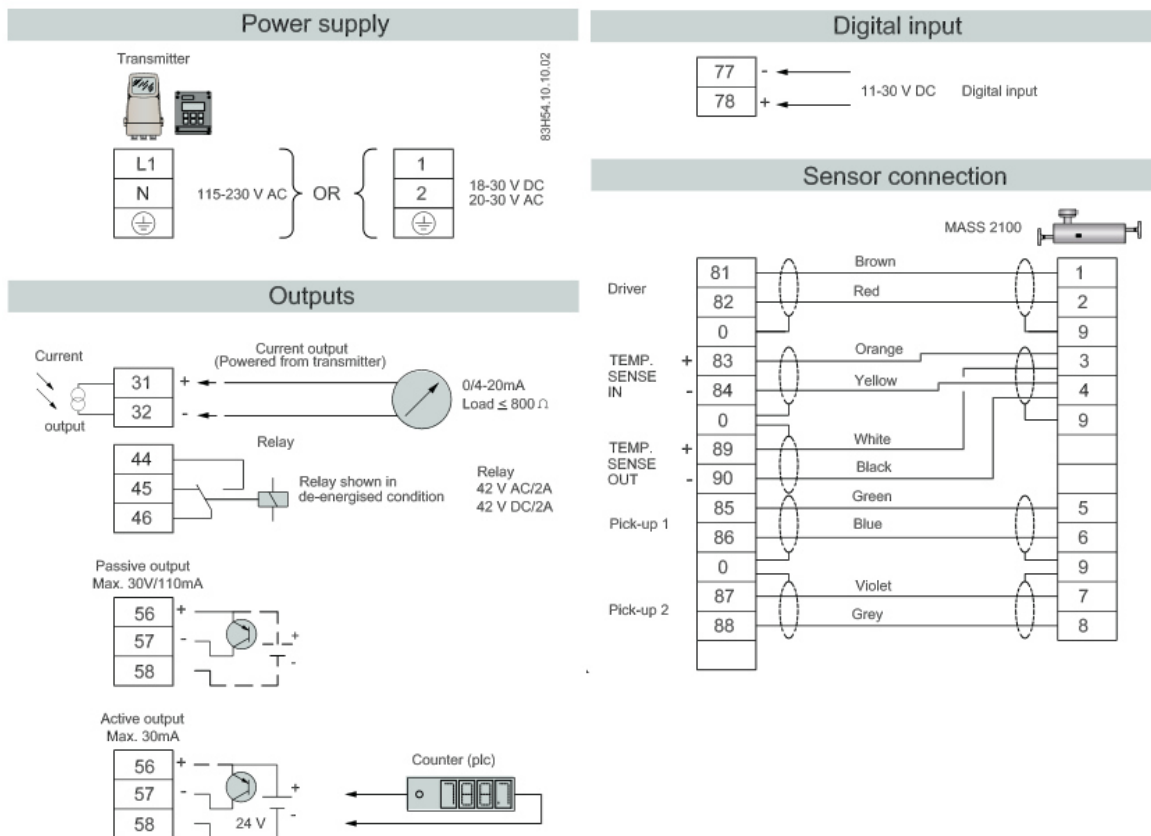 Power supply
Transmitter
83H54.10.10.02
L1
N
115-230 V AC
OR
1
2
18-30 V DC
20-30 V AC
Outputs
Current
output
31 +
32 -
Current output
(Powered from transmitter)
0/4-20mA
Load ≤ 800 Ω
Relay
44
45
46
Relay shown in
de-energised condition
Relay
42 V AC/2A
42 V DC/2A
Passive output
Max. 30V/110mA
56 +
57 -
58
+
-
Active output
Max. 30mA
56 +
57 -
58
24 V
+
-
Counter (plc)
Digital input
77 -
78 +
11-30 V DC Digital input
Sensor connection
MASS 2100
Driver
81 Brown 1
82 Red 2
0 9
TEMP.
SENSE
IN
+ 83 Orange 3
- 84 Yellow 4
0 9
TEMP.
SENSE
OUT
+ 89 White
- 90 Black
Pick-up 1
85 Green 5
86 Blue 6
0 9
Pick-up 2
87 Violet 7
88 Grey 8